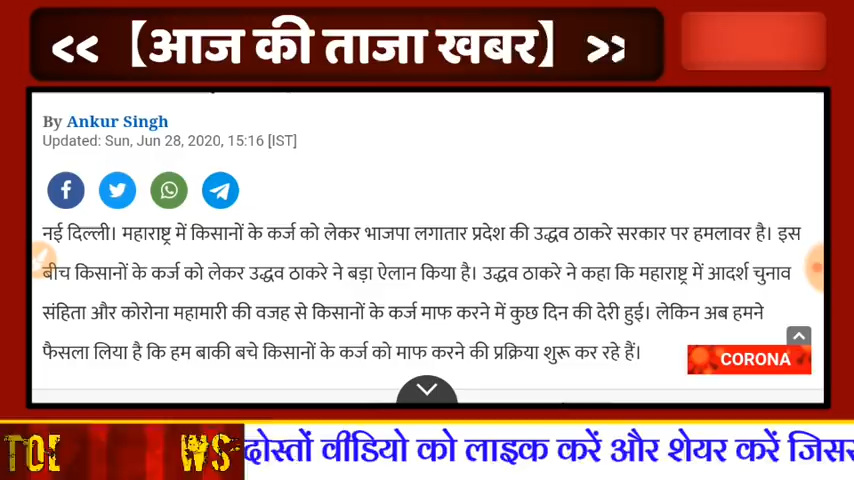 << 【आज की ताजा खबर】 >>
By Ankur Singh
Updated: Sun, Jun 28, 2020, 15:16 [IST]
नई दिल्ली। महाराष्ट्र में किसानों के कर्ज को लेकर भाजपा लगातार प्रदेश की उद्धव ठाकरे सरकार पर हमलावर है। इस
बीच किसानों के कर्ज को लेकर उद्धव ठाकरे ने बड़ा ऐलान किया है। उद्धव ठाकरे ने कहा कि महाराष्ट्र में आदर्श चुनाव
संहिता और कोरोना महामारी की वजह से किसानों के कर्ज माफ करने में कुछ दिन की देरी हुई। लेकिन अब हमने
फैसला लिया है कि हम बाकी बचे किसानों के कर्ज को माफ करने की प्रक्रिया शुरू कर रहे हैं।
CORONA
दोस्तों वीडियो को लाइक करें और शेयर करें